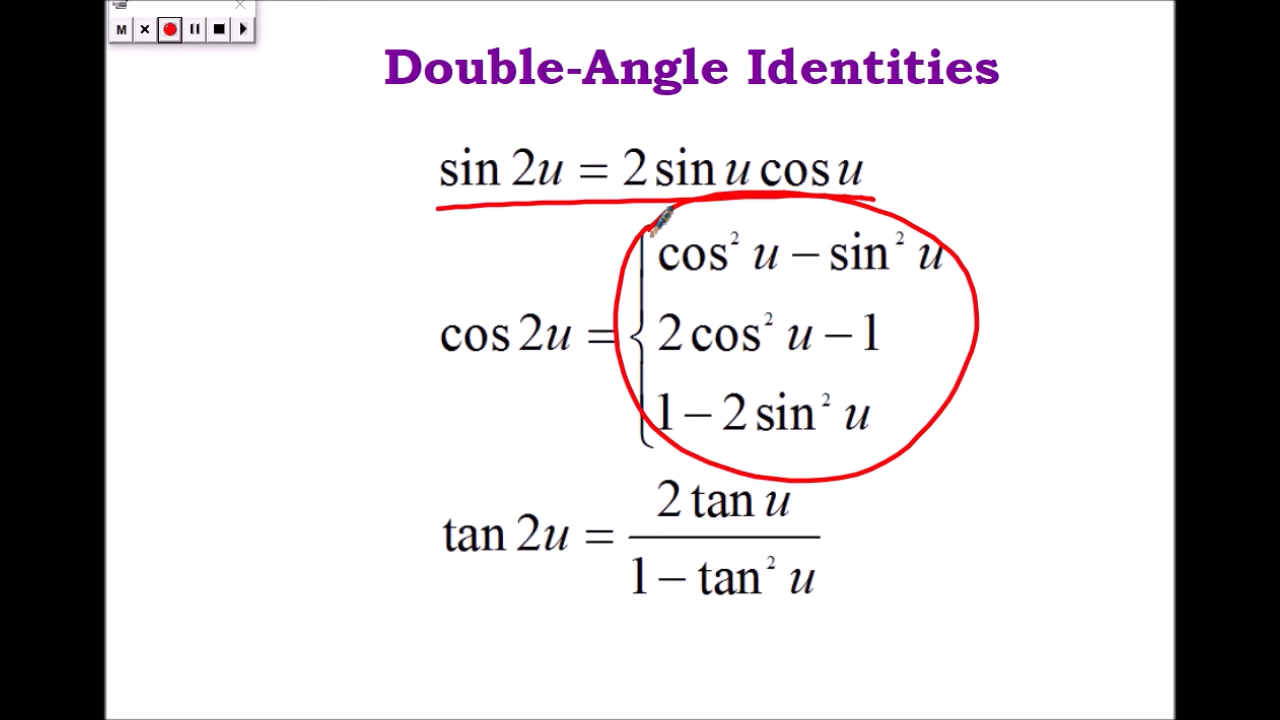 M
Double-Angle Identities
sin 2u = 2 sin u cos u
cos² u − sin² u
cos 2u = { 2 cos² u − 1
1 − 2 sin² u
tan 2u = 2 tan u
1 − tan² u